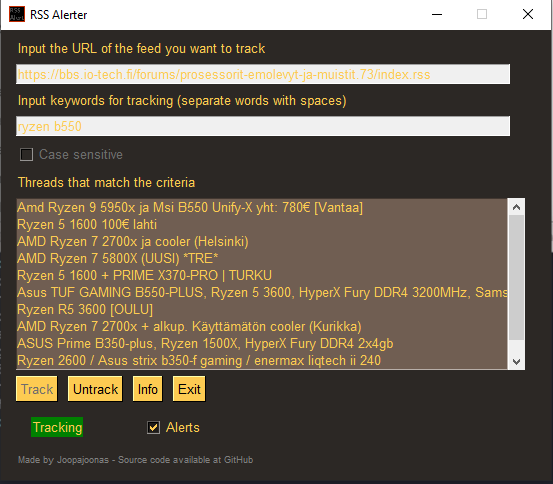 RSS Alerter
Input the URL of the feed you want to track
https://bbs.io-tech.fi/forums/prosessorit-emolevyt-ja-muistit.73/index.rss
Input keywords for tracking (separate words with spaces)
ryzen b550
Case sensitive
Threads that match the criteria
Amd Ryzen 9 5950x ja Msi B550 Unify-X yht: 780€ [Vantaa]
Ryzen 5 1600 100€ lahti
AMD Ryzen 7 2700x ja cooler (Helsinki)
AMD Ryzen 7 5800X (UUSI) *TRE*
Ryzen 5 1600 + PRIME X370-PRO | TURKU
Asus TUF GAMING B550-PLUS, Ryzen 5 3600, HyperX Fury DDR4 3200MHz, Sams
Ryzen R5 3600 [OULU]
AMD Ryzen 7 2700x + alkup. Käyttämätön cooler (Kurikka)
ASUS Prime B350-plus, Ryzen 1500X, HyperX Fury DDR4 2x4gb
Ryzen 2600 / Asus strix b350-f gaming / enermax liqtech ii 240
Track Untrack Info Exit
Tracking Alerts
Made by Joopajoonas - Source code available at GitHub